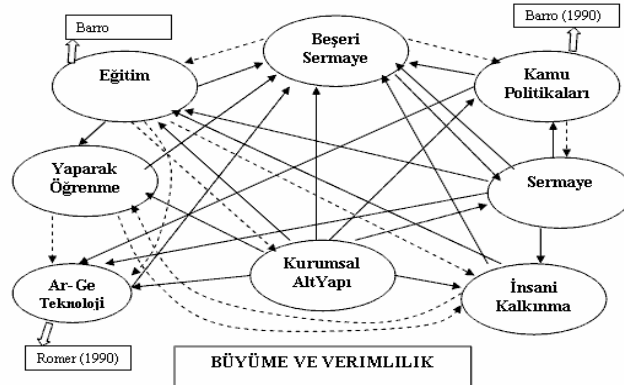 Barro
Barro (1990)
Beşeri
Sermaye
Eğitim
Kamu
Politikaları
Yaparak
Öğrenme
Sermaye
Kurumsal
AltYapı
Ar- Ge
Teknoloji
İnsani
Kalkınma
Romer (1990)
BÜYÜME VE VERIMLILIK